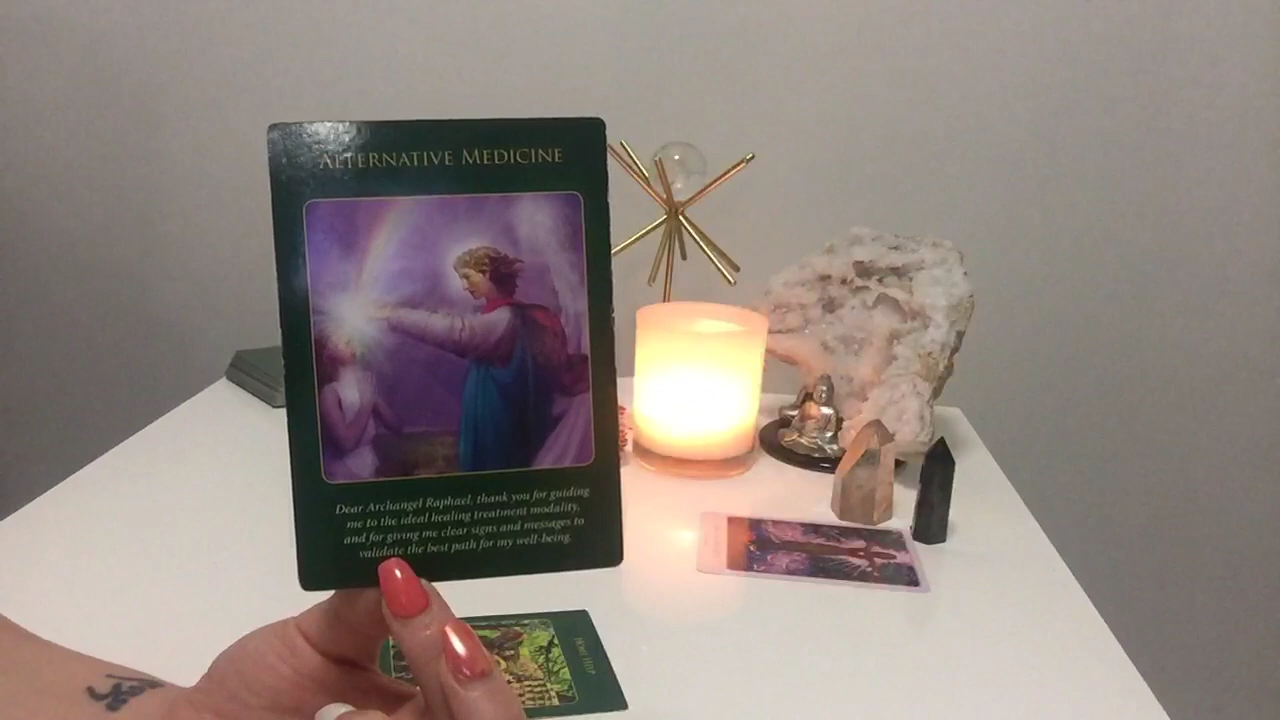 ALTERNATIVE MEDICINE
Dear Archangel Raphael, thank you for guiding
me to the ideal healing treatment modality,
and for giving me clear signs and messages to
validate the best path for my well-being.